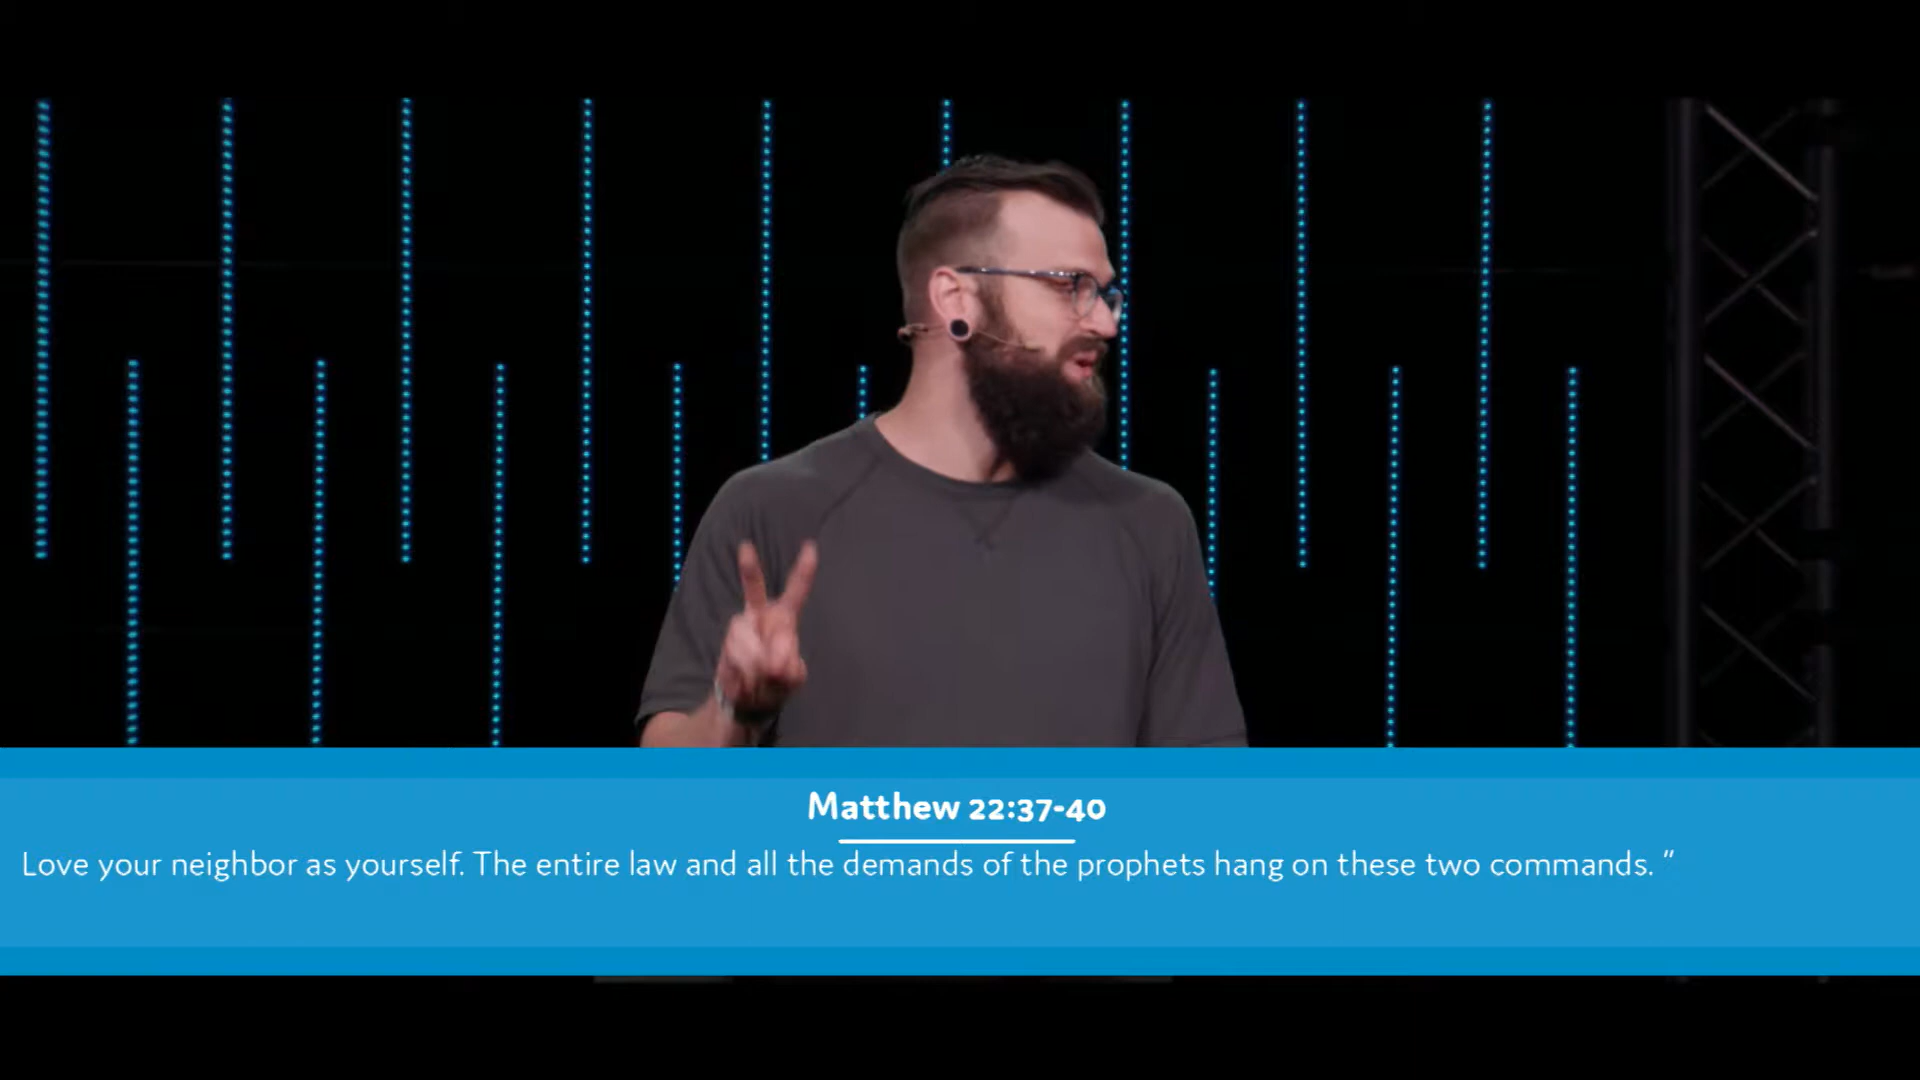 Matthew 22:37-40
Love your neighbor as yourself. The entire law and all the demands of the prophets hang on these two commands. ”